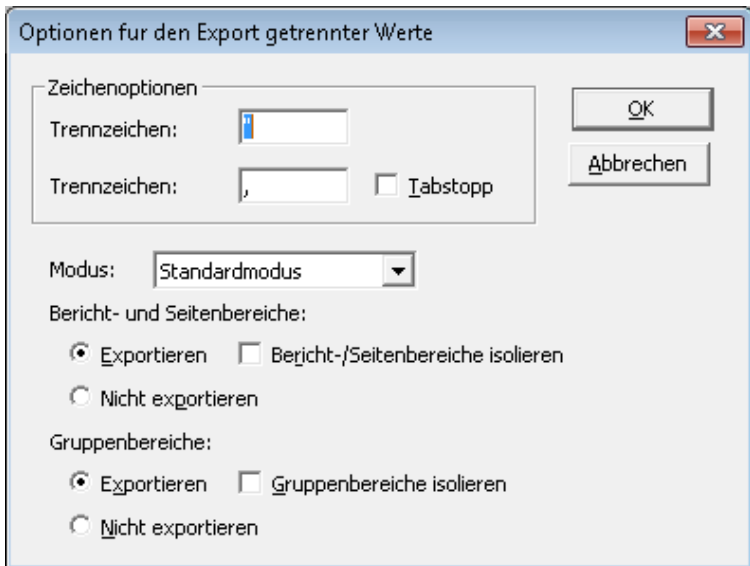 Optionen fur den Export getrennter Werte
Zeichenoptionen
Trennzeichen: "
OK
Trennzeichen: , Tabstopp
Abbrechen
Modus: Standardmodus
Bericht- und Seitenbereiche:
Exportieren Bericht-/Seitenbereiche isolieren
Nicht exportieren
Gruppenbereiche:
Exportieren Gruppenbereiche isolieren
Nicht exportieren